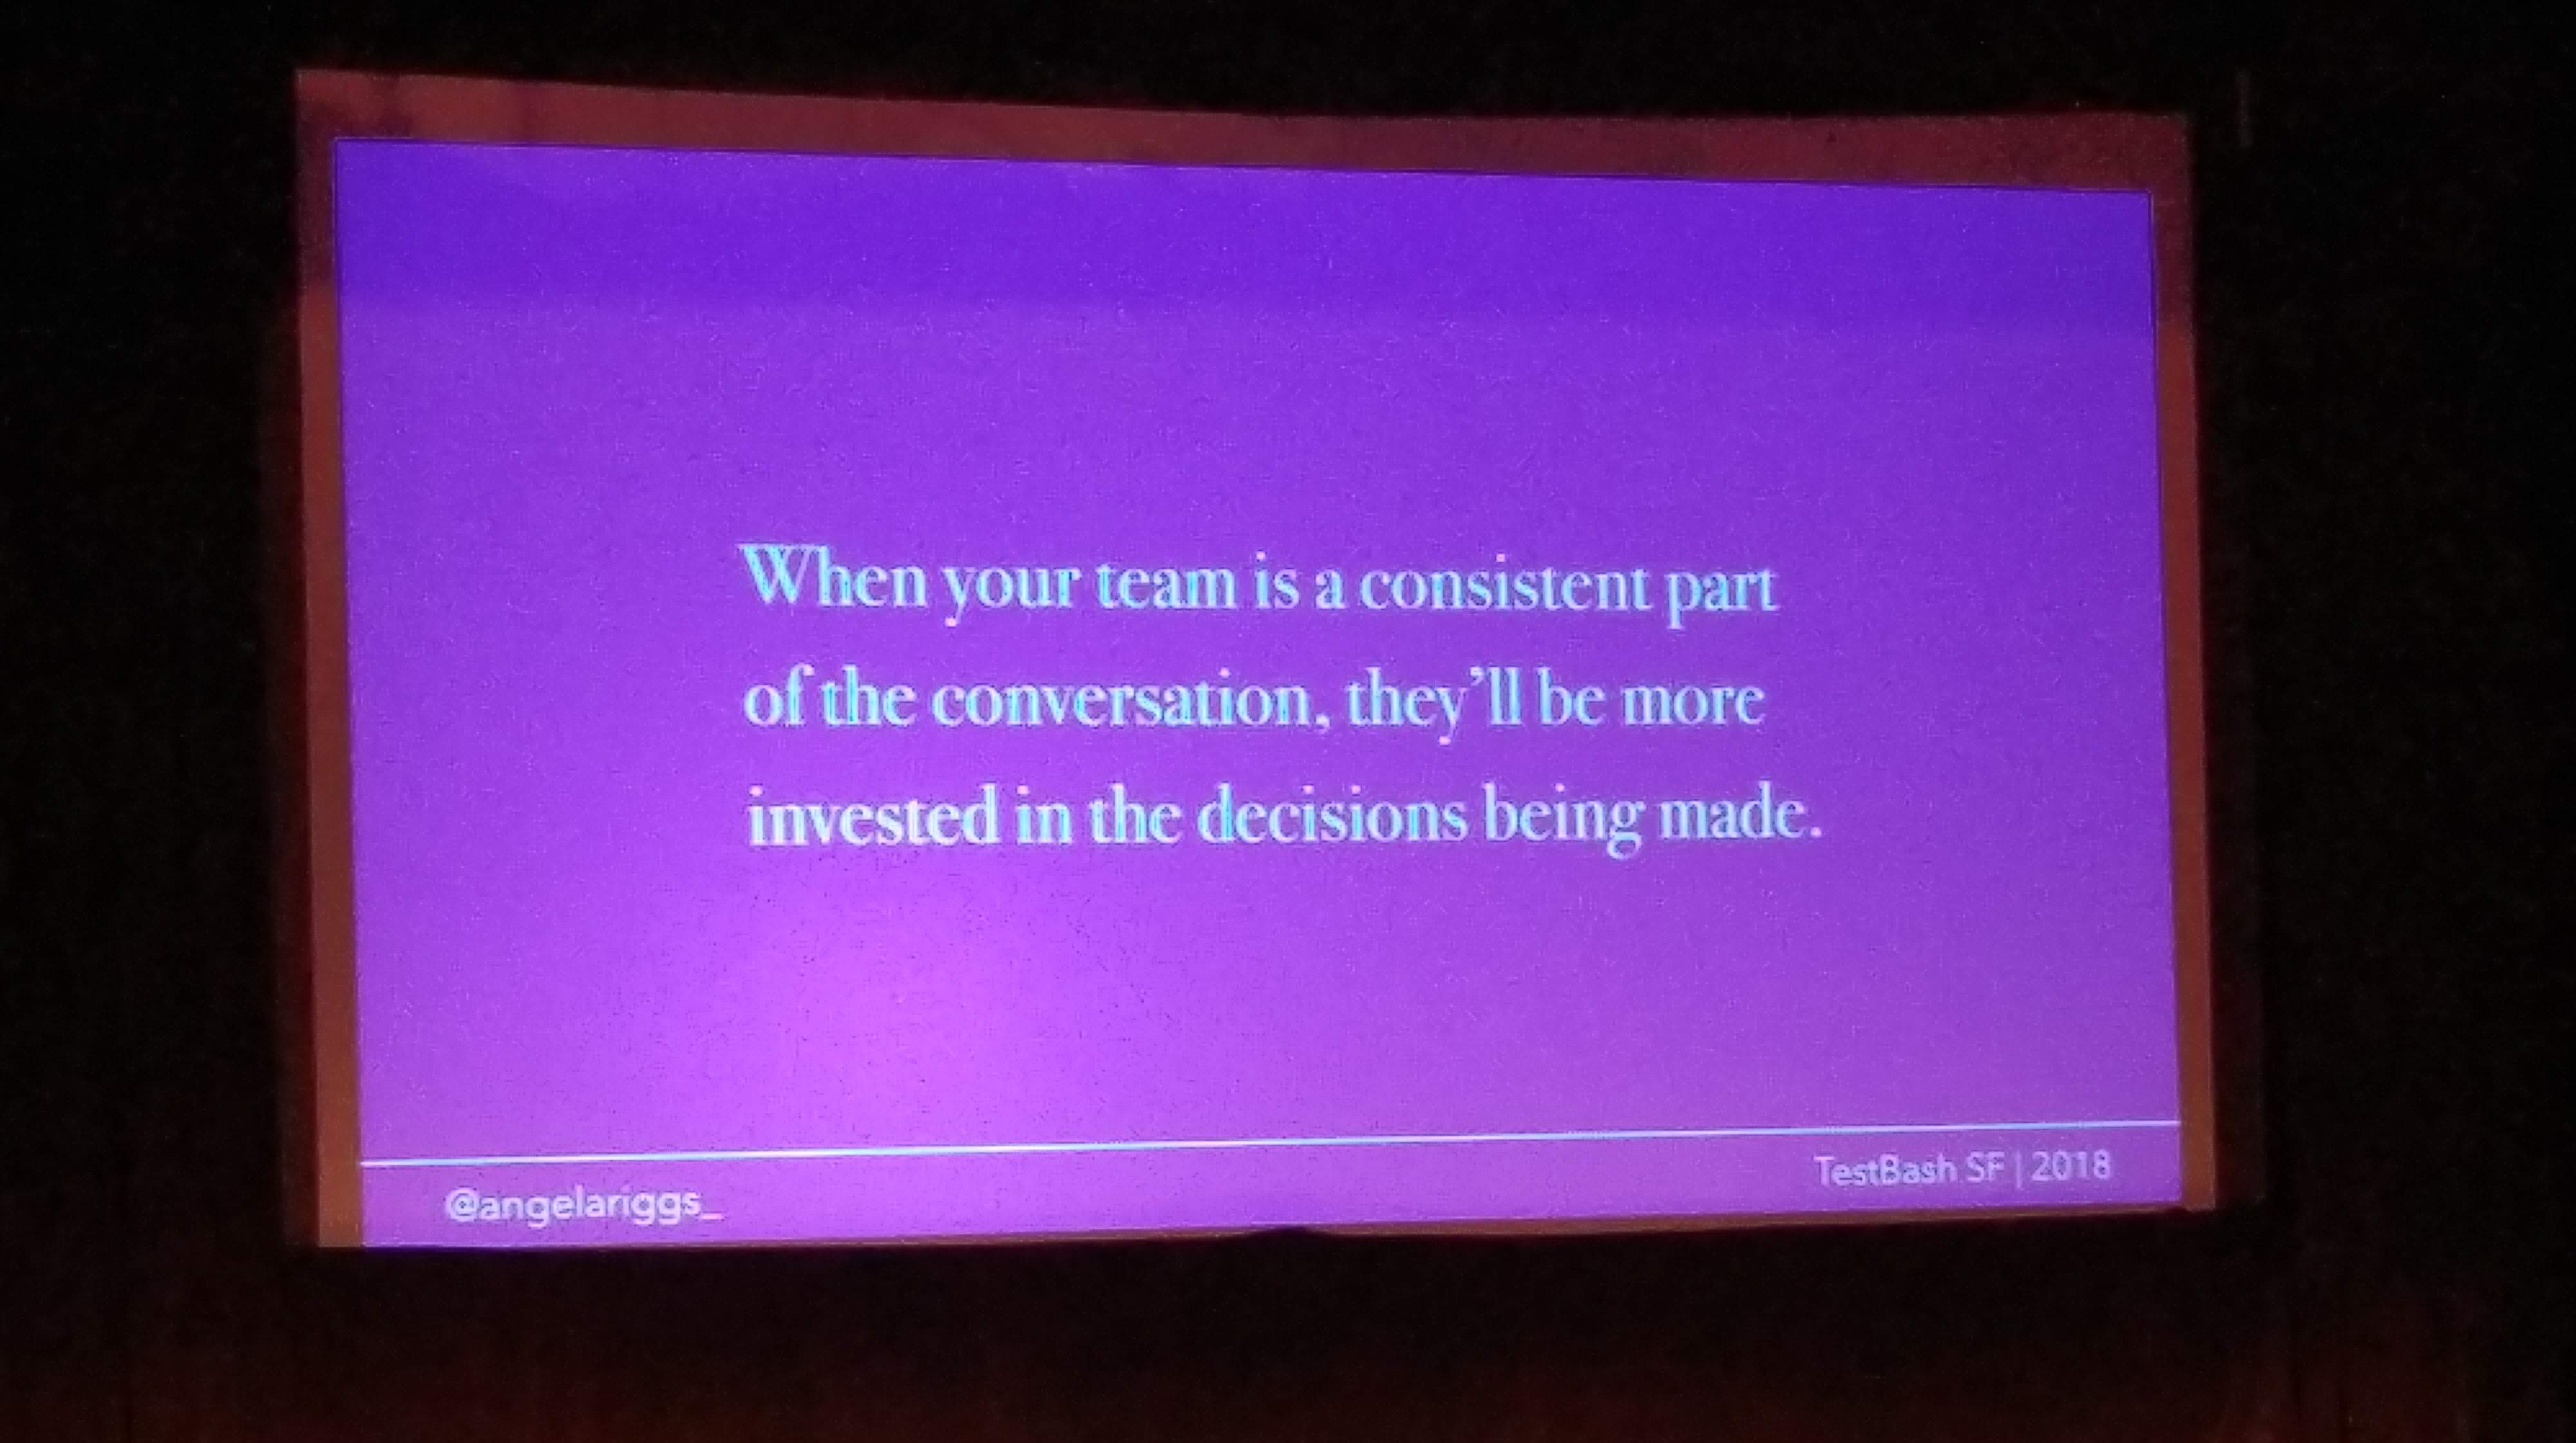 When your team is a consistent part
of the conversation, they’ll be more
invested in the decisions being made.
@angelariggs_
TestBash SF | 2018